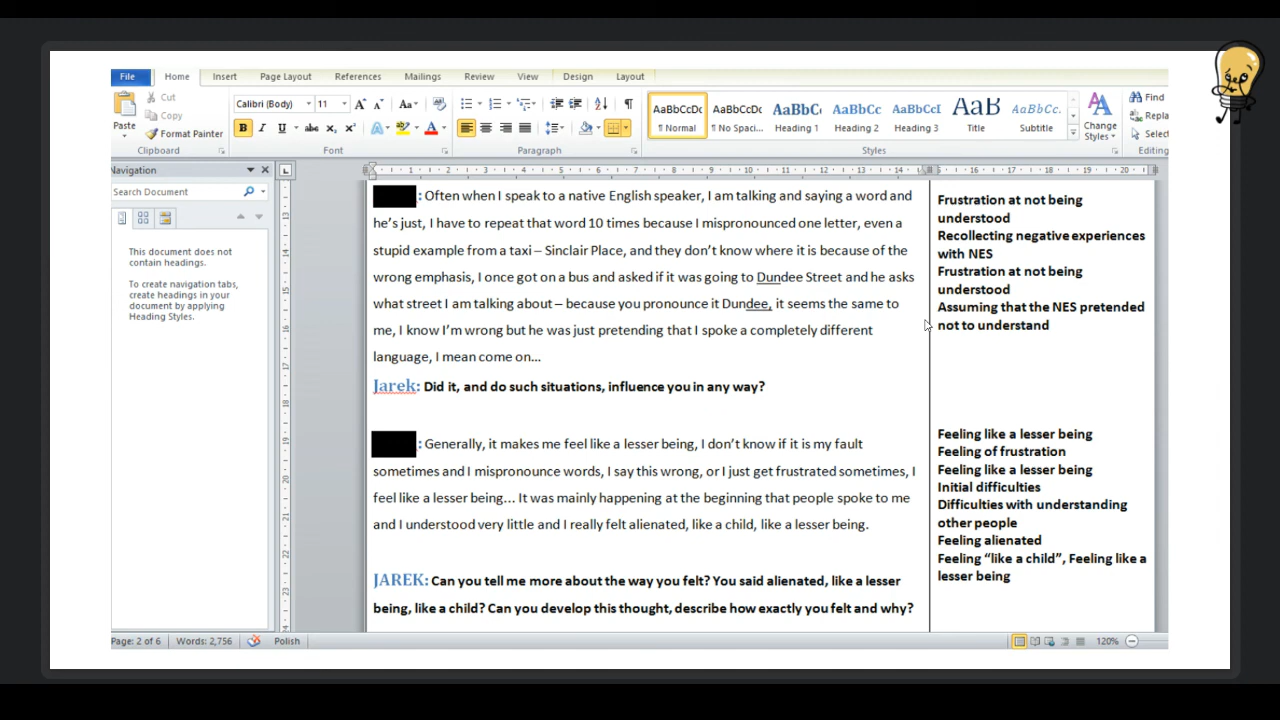 File Home Insert Page Layout References Mailings Review View Design Layout
Cut
Copy
Paste
Format Painter
Clipboard
Calibri (Body) 11
Font
Paragraph
AaBbCcDc AaBbCcDc AaBbC AaBbCc AaBbCcI AaB AaBbCc.
¶ Normal ¶ No Spaci... Heading 1 Heading 2 Heading 3 Title Subtitle
Change
Styles
Styles
Find
Repla
Select
Editing
Navigation
Search Document
This document does not
contain headings.
To create navigation tabs,
create headings in your
document by applying
Heading Styles.
: Often when I speak to a native English speaker, I am talking and saying a word and
he's just, I have to repeat that word 10 times because I mispronounced one letter, even a
stupid example from a taxi – Sinclair Place, and they don't know where it is because of the
wrong emphasis, I once got on a bus and asked if it was going to Dundee Street and he asks
what street I am talking about – because you pronounce it Dundee, it seems the same to
me, I know I'm wrong but he was just pretending that I spoke a completely different
language, I mean come on...
Jarek: Did it, and do such situations, influence you in any way?
: Generally, it makes me feel like a lesser being, I don't know if it is my fault
sometimes and I mispronounce words, I say this wrong, or I just get frustrated sometimes, I
feel like a lesser being... It was mainly happening at the beginning that people spoke to me
and I understood very little and I really felt alienated, like a child, like a lesser being.
JAREK: Can you tell me more about the way you felt? You said alienated, like a lesser
being, like a child? Can you develop this thought, describe how exactly you felt and why?
Frustration at not being
understood
Recollecting negative experiences
with NES
Frustration at not being
understood
Assuming that the NES pretended
not to understand
Feeling like a lesser being
Feeling of frustration
Feeling like a lesser being
Initial difficulties
Difficulties with understanding
other people
Feeling alienated
Feeling “like a child”, Feeling like a
lesser being
Page: 2 of 6 Words: 2,756 Polish 120%